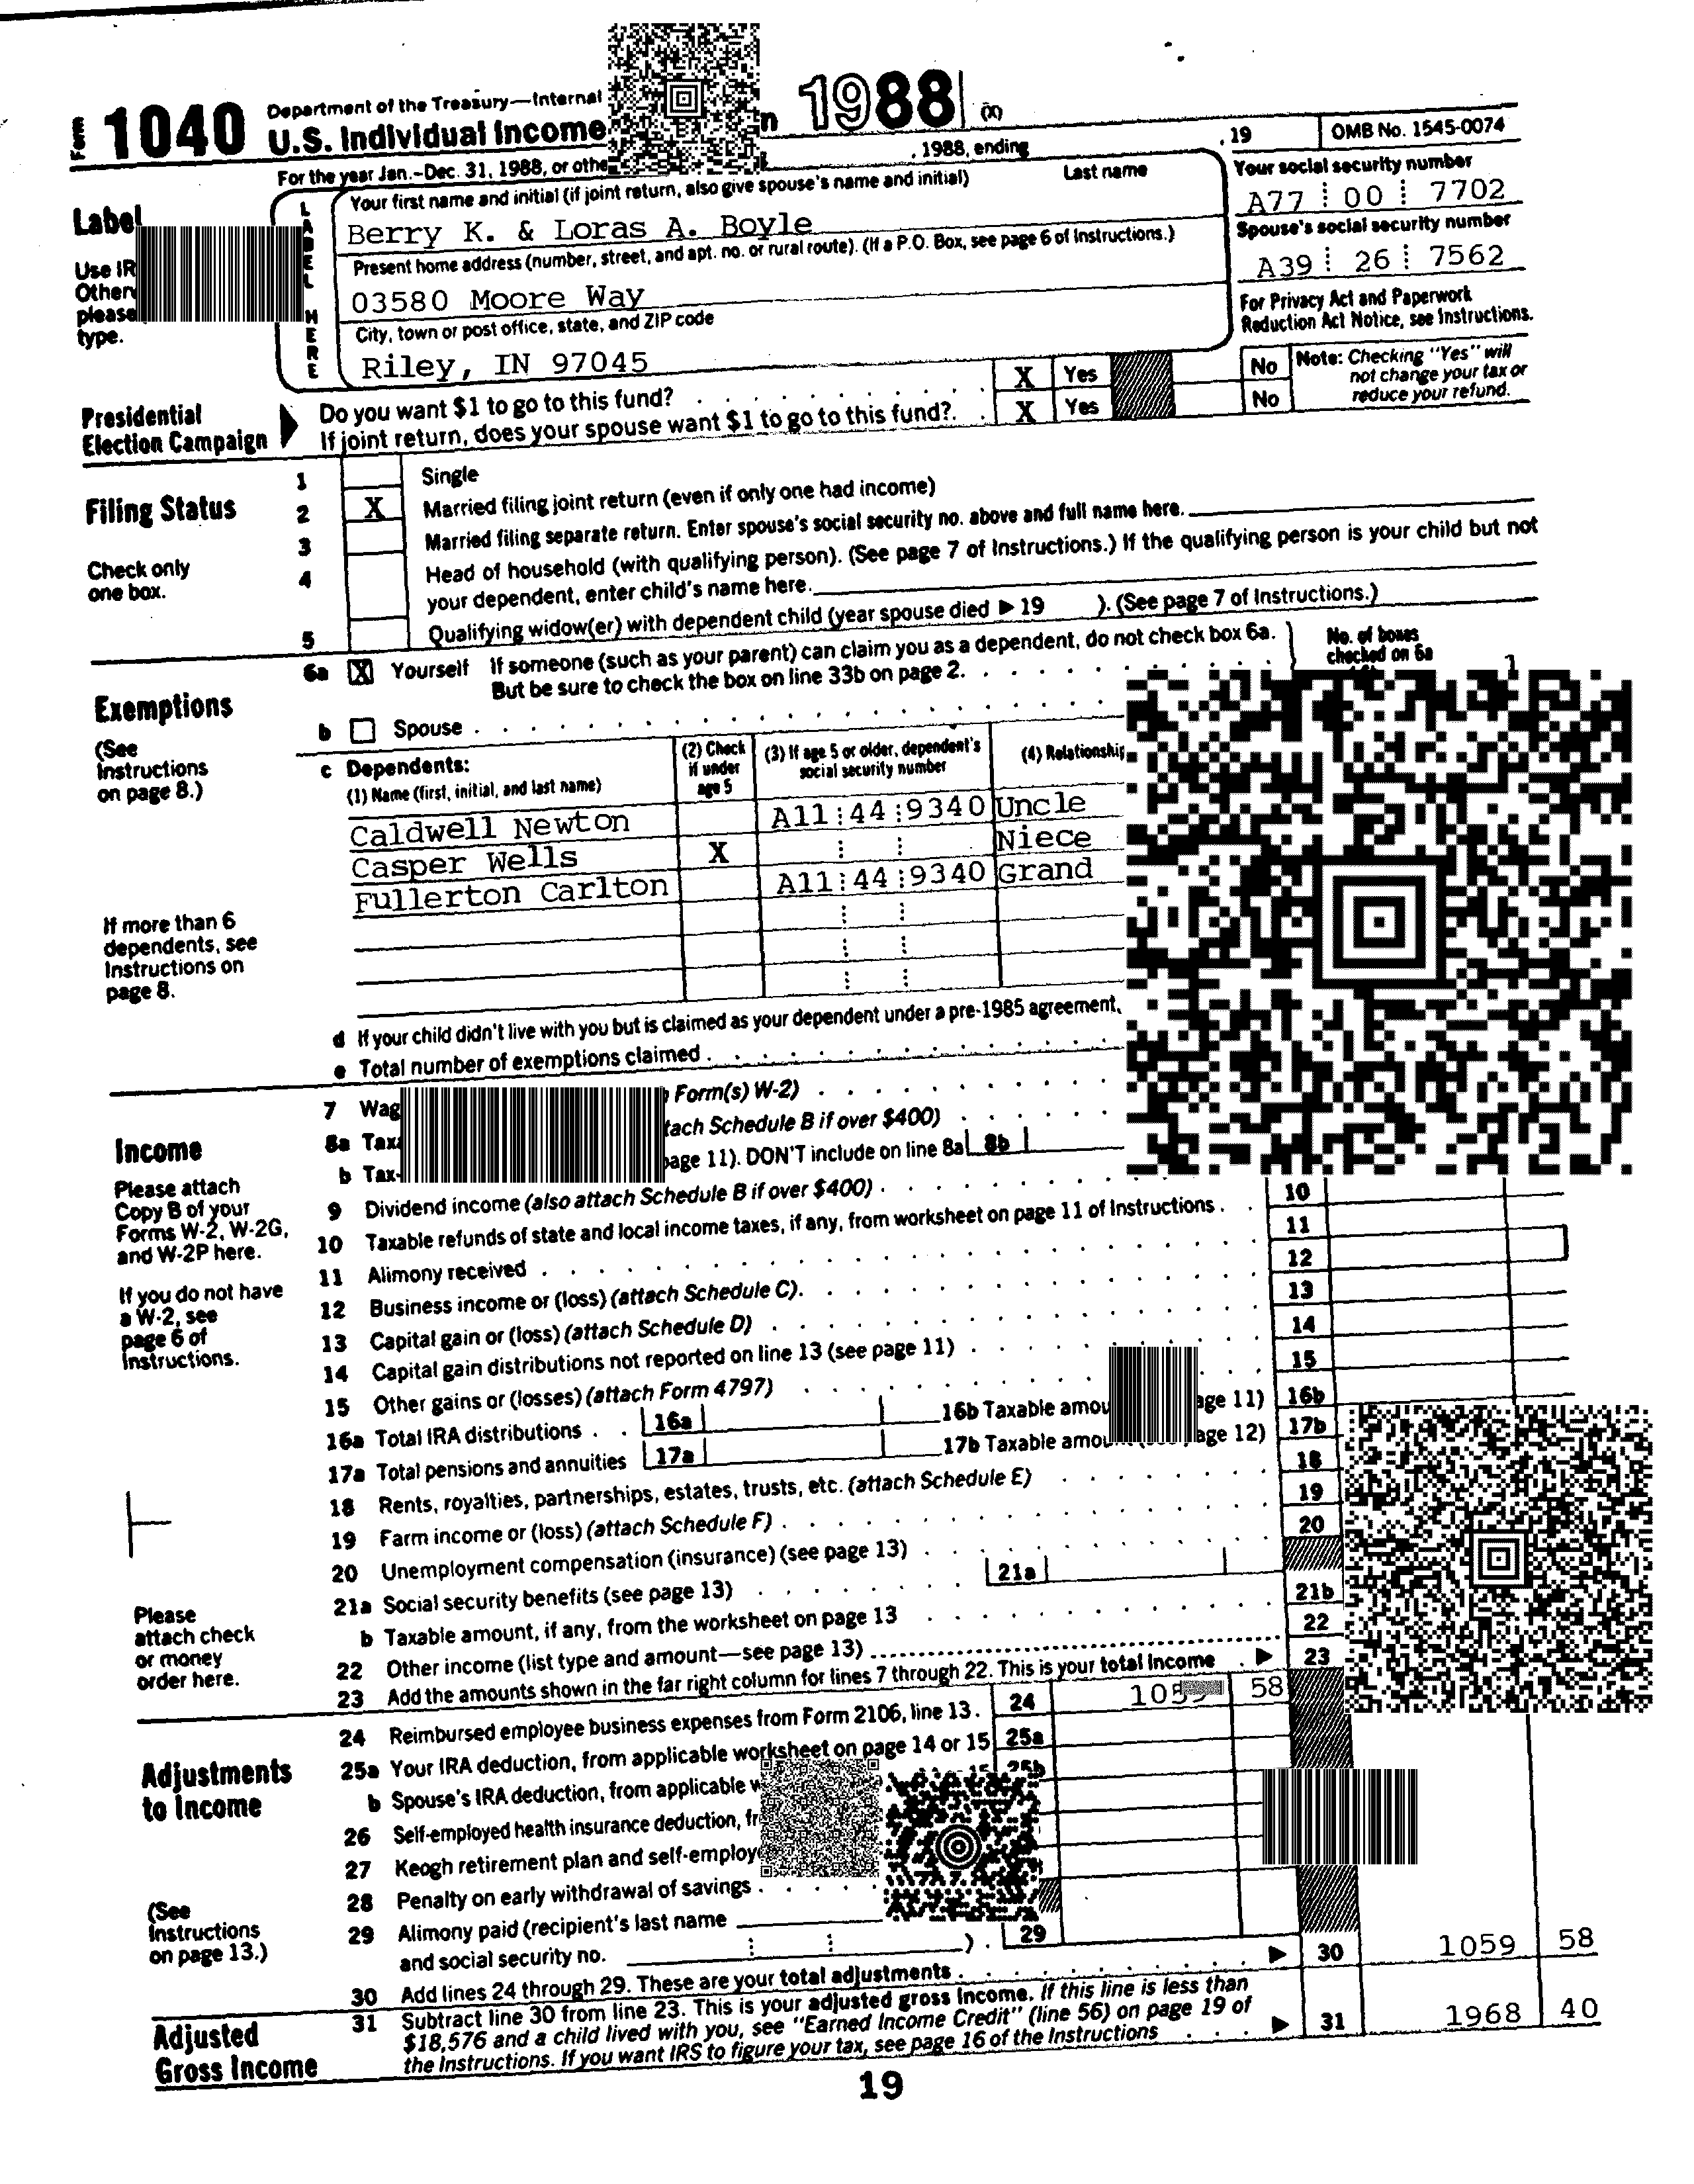 Form 1040 Department of the Treasury—Internal
U.S. Individual Income 1988 (X)
For the year Jan.–Dec. 31, 1988, or , 1988, ending , 19 OMB No. 1545-0074
Label
Use
please
type.
LABEL HERE
Your first name and initial (if joint return, also give spouse's name and initial) Last name
Berry K. & Loras A. Boyle
Your social security number
A77 00 7702
Present home address (number, street, and apt. no. or rural route). (If a P.O. Box, see page 6 of Instructions.)
03580 Moore Way
Spouse's social security number
A39 26 7562
City, town or post office, state, and ZIP code
Riley, IN 97045
For Privacy Act and Paperwork
Reduction Act Notice, see Instructions.
Presidential
Election Campaign
Do you want $1 to go to this fund? X Yes No
If joint return, does your spouse want $1 to go to this fund? X Yes No
Note: Checking "Yes" will
not change your tax or
reduce your refund.
Filing Status
Check only
one box.
1 Single
2 X Married filing joint return (even if only one had income)
3 Married filing separate return. Enter spouse's social security no. above and full name here.
4 Head of household (with qualifying person). (See page 7 of Instructions.) If the qualifying person is your child but not
your dependent, enter child's name here.
5 Qualifying widow(er) with dependent child (year spouse died ▶ 19 ). (See page 7 of Instructions.)
Exemptions
(See
Instructions
on page 8.)
6a X Yourself If someone (such as your parent) can claim you as a dependent, do not check box 6a.
But be sure to check the box on line 33b on page 2.
No. of boxes
checked on 6a
1
b Spouse
c Dependents:
(1) Name (first, initial, and last name)
(2) Check
if under
age 5
(3) If age 5 or older, dependent's
social security number
(4) Relationship
Caldwell Newton A11 44 9340 Uncle
Casper Wells X Niece
Fullerton Carlton A11 44 9340 Grand
If more than 6
dependents, see
Instructions on
page 8.
d If your child didn't live with you but is claimed as your dependent under a pre-1985 agreement,
e Total number of exemptions claimed
Income
Please attach
Copy B of your
Forms W-2, W-2G,
and W-2P here.
If you do not have
a W-2, see
page 6 of
Instructions.
7 Form(s) W-2)
8a Schedule B if over $400)
b 11). DON'T include on line 8a 8b
9 Dividend income (also attach Schedule B if over $400)
10 Taxable refunds of state and local income taxes, if any, from worksheet on page 11 of Instructions 10
11 Alimony received 11
12 Business income or (loss) (attach Schedule C) 12
13 Capital gain or (loss) (attach Schedule D) 13
14 Capital gain distributions not reported on line 13 (see page 11) 14
15 Other gains or (losses) (attach Form 4797) 15
16a Total IRA distributions 16a 16b Taxable 11) 16b
17a Total pensions and annuities 17a 17b Taxable 12) 17b
18 Rents, royalties, partnerships, estates, trusts, etc. (attach Schedule E) 18
19 Farm income or (loss) (attach Schedule F) 19
20 Unemployment compensation (insurance) (see page 13) 20
21a Social security benefits (see page 13) 21a
b Taxable amount, if any, from the worksheet on page 13 21b
22 Other income (list type and amount—see page 13) 22
23 Add the amounts shown in the far right column for lines 7 through 22. This is your total income ▶ 23
Please
attach check
or money
order here.
Adjustments
to Income
(See
Instructions
on page 13.)
24 Reimbursed employee business expenses from Form 2106, line 13. 24 58
25a Your IRA deduction, from applicable worksheet on page 14 or 15 25a
b Spouse's IRA deduction, from applicable 25b
26 Self-employed health insurance deduction,
27 Keogh retirement plan and
28 Penalty on early withdrawal of savings
29 Alimony paid (recipient's last name
and social security no. ) 29
30 Add lines 24 through 29. These are your total adjustments ▶ 30 1059 58
Adjusted
Gross Income
31 Subtract line 30 from line 23. This is your adjusted gross income. If this line is less than
$18,576 and a child lived with you, see "Earned Income Credit" (line 56) on page 19 of
the Instructions. If you want IRS to figure your tax, see page 16 of the Instructions ▶ 31 1968 40
19